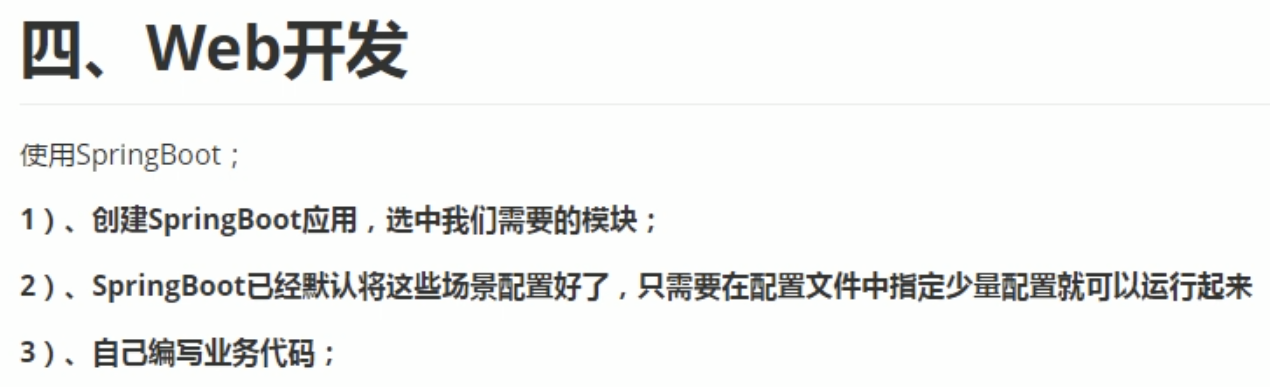 四、Web开发
使用SpringBoot；
1）、创建SpringBoot应用，选中我们需要的模块；
2）、SpringBoot已经默认将这些场景配置好了，只需要在配置文件中指定少量配置就可以运行起来
3）、自己编写业务代码；